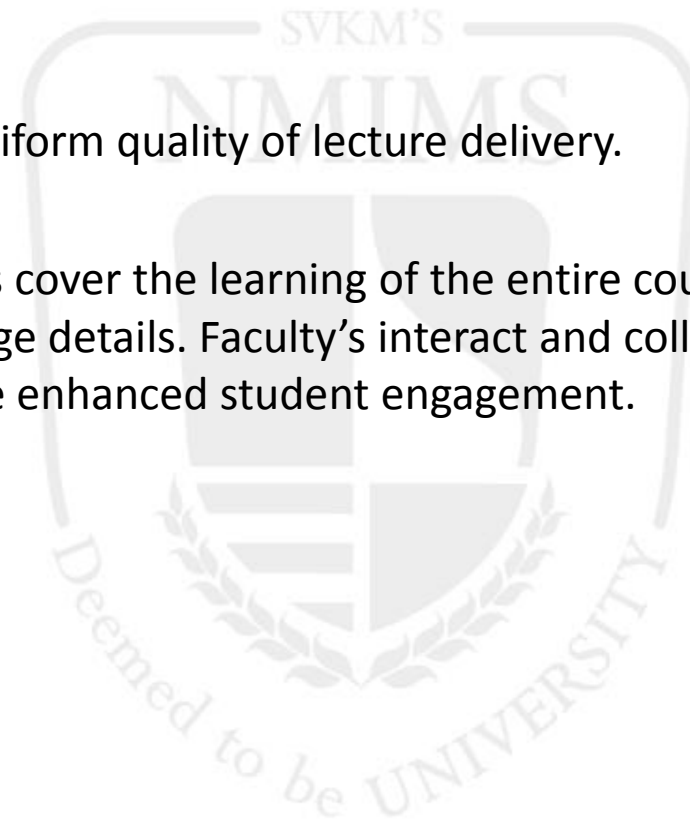 SVKM'S
NMIMS
iform quality of lecture delivery.
s cover the learning of the entire cou
ge details. Faculty's interact and coll
e enhanced student engagement.
Deemed to be UNIVERSITY